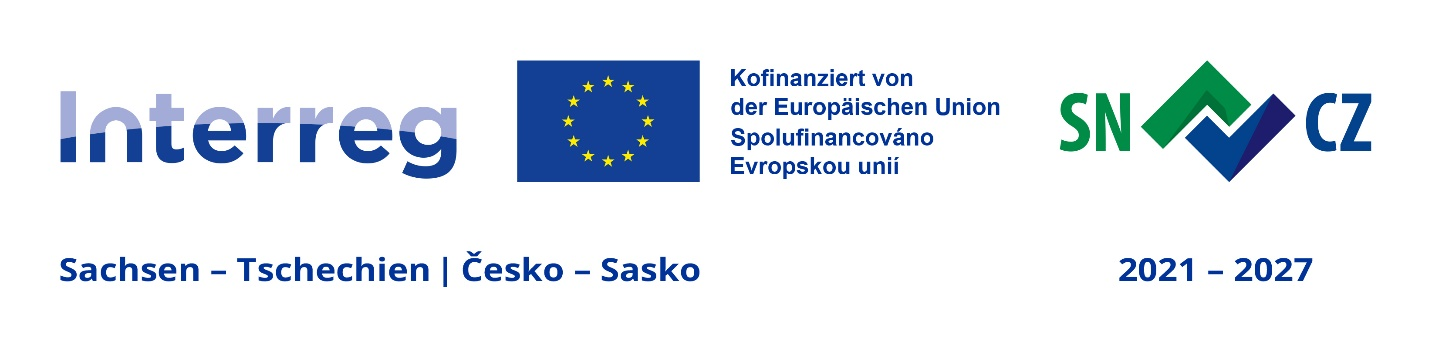 Interreg
Kofinanziert von
der Europäischen Union
Spolufinancováno
Evropskou unií
SN CZ
Sachsen – Tschechien | Česko – Sasko
2021 – 2027